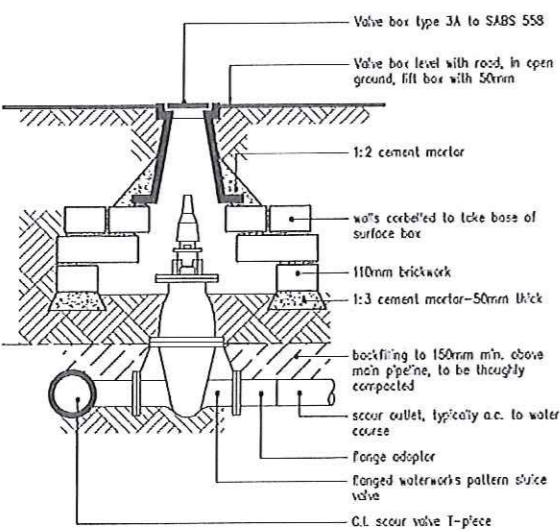 Valve box type 3A to SABS 558
Valve box level with road, in open
ground, lift box with 50mm
1:2 cement mortar
walls corbelled to take base of
surface box
110mm brickwork
1:3 cement mortar-50mm thick
backfilling to 150mm min. above
main pipeline, to be thoughly
compacted
scour outlet, typically a.c. to water
course
flange adaptor
flanged waterworks pattern sluice
valve
C.I. scour valve T-piece